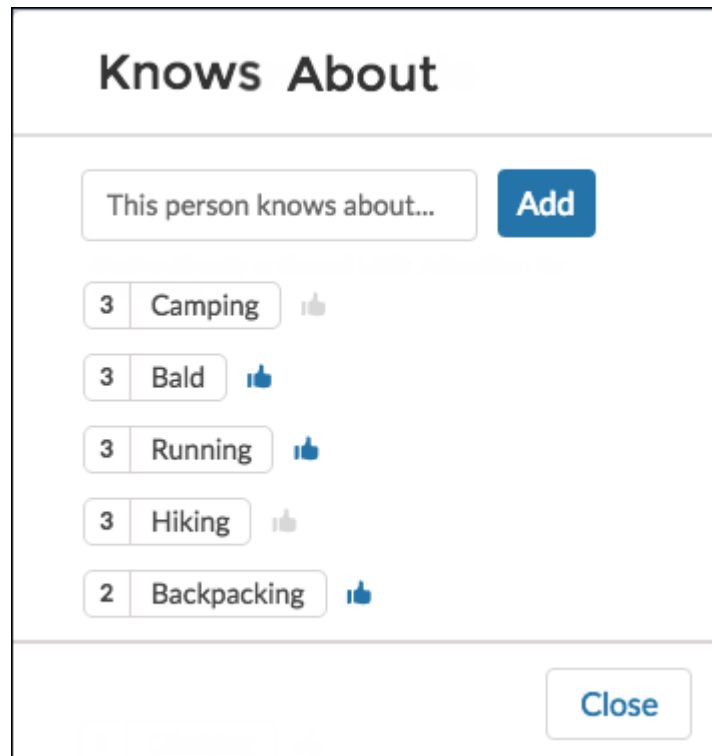 Knows About
This person knows about... Add
3 Camping
3 Bald
3 Running
3 Hiking
2 Backpacking
Close